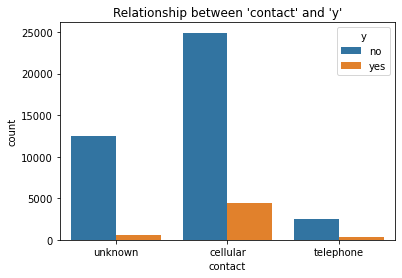 Relationship between 'contact' and 'y'
y
no
yes
25000
20000
15000
10000
5000
0
count
unknown cellular telephone
contact